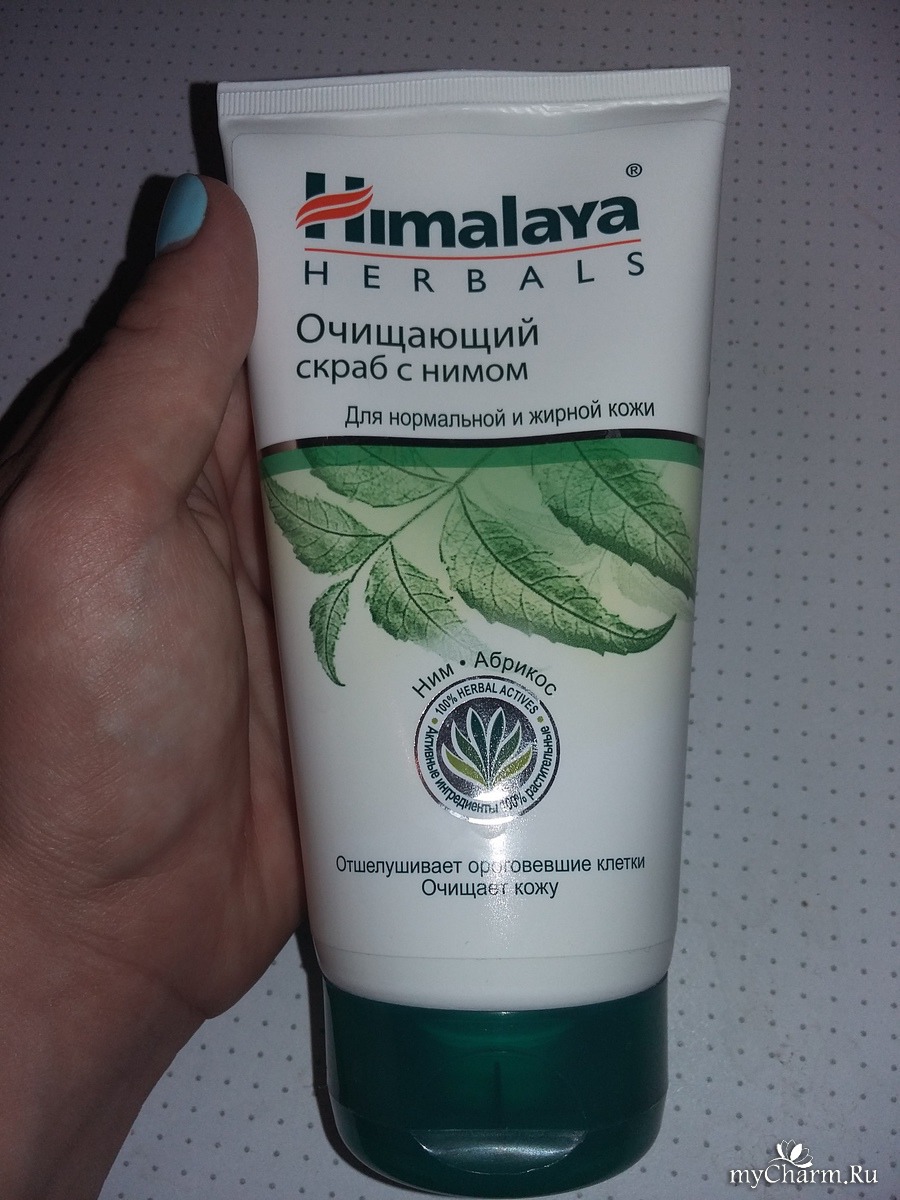 Himalaya ®
HERBALS
Очищающий
скраб с нимом
Для нормальной и жирной кожи
Ним • Абрикос
100% HERBAL ACTIVES
Активные ингредиенты 100% растительные
Отшелушивает ороговевшие клетки
Очищает кожу
myCharm.Ru